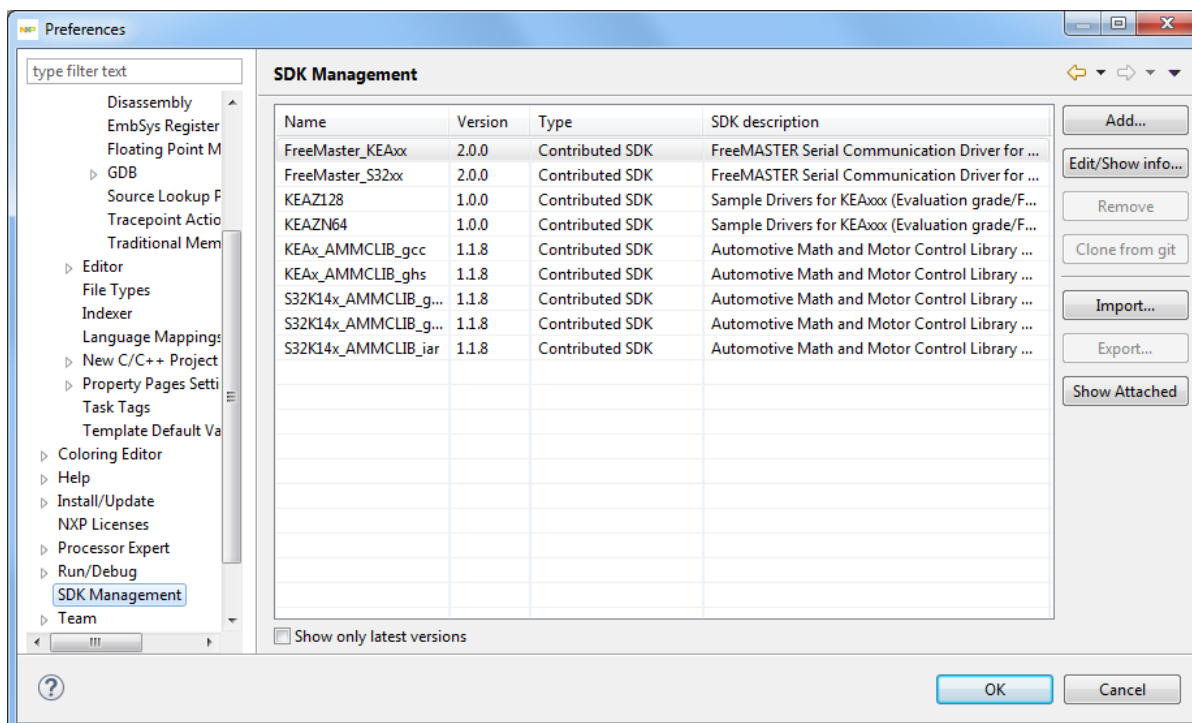 NXP Preferences
type filter text
Disassembly
EmbSys Register
Floating Point M
GDB
Source Lookup P
Tracepoint Actio
Traditional Mem
Editor
File Types
Indexer
Language Mappings
New C/C++ Project
Property Pages Setti
Task Tags
Template Default Va
Coloring Editor
Help
Install/Update
NXP Licenses
Processor Expert
Run/Debug
SDK Management
Team
SDK Management
Name Version Type SDK description
FreeMaster_KEAxx 2.0.0 Contributed SDK FreeMASTER Serial Communication Driver for ...
FreeMaster_S32xx 2.0.0 Contributed SDK FreeMASTER Serial Communication Driver for ...
KEAZ128 1.0.0 Contributed SDK Sample Drivers for KEAxxx (Evaluation grade/F...
KEAZN64 1.0.0 Contributed SDK Sample Drivers for KEAxxx (Evaluation grade/F...
KEAx_AMMCLIB_gcc 1.1.8 Contributed SDK Automotive Math and Motor Control Library ...
KEAx_AMMCLIB_ghs 1.1.8 Contributed SDK Automotive Math and Motor Control Library ...
S32K14x_AMMCLIB_g... 1.1.8 Contributed SDK Automotive Math and Motor Control Library ...
S32K14x_AMMCLIB_g... 1.1.8 Contributed SDK Automotive Math and Motor Control Library ...
S32K14x_AMMCLIB_iar 1.1.8 Contributed SDK Automotive Math and Motor Control Library ...
Show only latest versions
Add...
Edit/Show info...
Remove
Clone from git
Import...
Export...
Show Attached
OK
Cancel